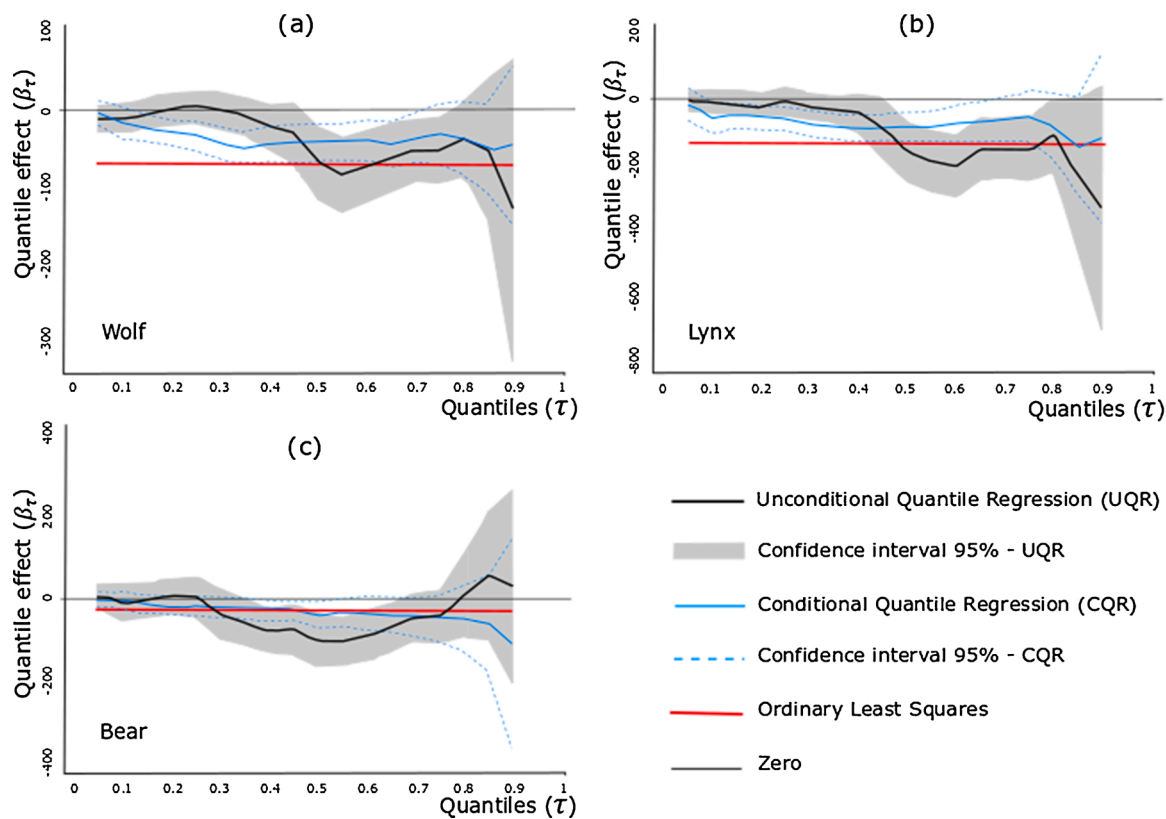 (a)
Quantile effect (βτ)
100
0
-100
-200
-300
Wolf
0 0.1 0.2 0.3 0.4 0.5 0.6 0.7 0.8 0.9 1
Quantiles (τ)
(b)
Quantile effect (βτ)
200
0
-200
-400
-600
-800
Lynx
0 0.1 0.2 0.3 0.4 0.5 0.6 0.7 0.8 0.9 1
Quantiles (τ)
(c)
Quantile effect (βτ)
400
200
0
-200
-400
Bear
0 0.1 0.2 0.3 0.4 0.5 0.6 0.7 0.8 0.9 1
Quantiles (τ)
Unconditional Quantile Regression (UQR)
Confidence interval 95% - UQR
Conditional Quantile Regression (CQR)
Confidence interval 95% - CQR
Ordinary Least Squares
Zero